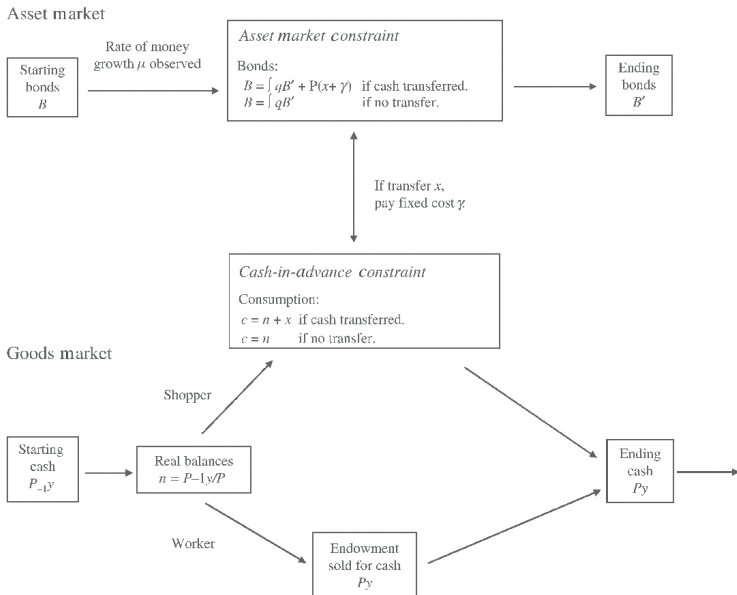 Asset market
Starting
bonds
B
Rate of money
growth μ observed
Asset market constraint
Bonds:
B = ∫ qB′ + P(x+ γ) if cash transferred.
B = ∫ qB′ if no transfer.
Ending
bonds
B′
If transfer x,
pay fixed cost γ.
Cash-in-advance constraint
Consumption:
c = n + x if cash transferred.
c = n if no transfer.
Goods market
Shopper
Starting
cash
P₋₁y
Real balances
n = P−1y/P
Worker
Endowment
sold for cash
Py
Ending
cash
Py